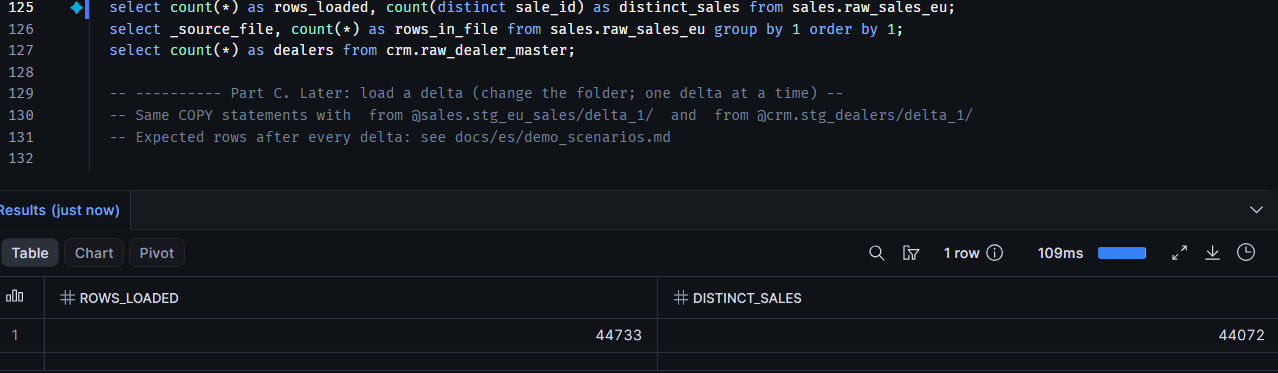 125 select count(*) as rows_loaded, count(distinct sale_id) as distinct_sales from sales.raw_sales_eu;
126 select _source_file, count(*) as rows_in_file from sales.raw_sales_eu group by 1 order by 1;
127 select count(*) as dealers from crm.raw_dealer_master;
128
129 -- ---------- Part C. Later: load a delta (change the folder; one delta at a time) --
130 -- Same COPY statements with  from @sales.stg_eu_sales/delta_1/  and  from @crm.stg_dealers/delta_1/
131 -- Expected rows after every delta: see docs/es/demo_scenarios.md
132
Results (just now)
Table Chart Pivot 1 row 109ms
ROWS_LOADED DISTINCT_SALES
1 44733 44072